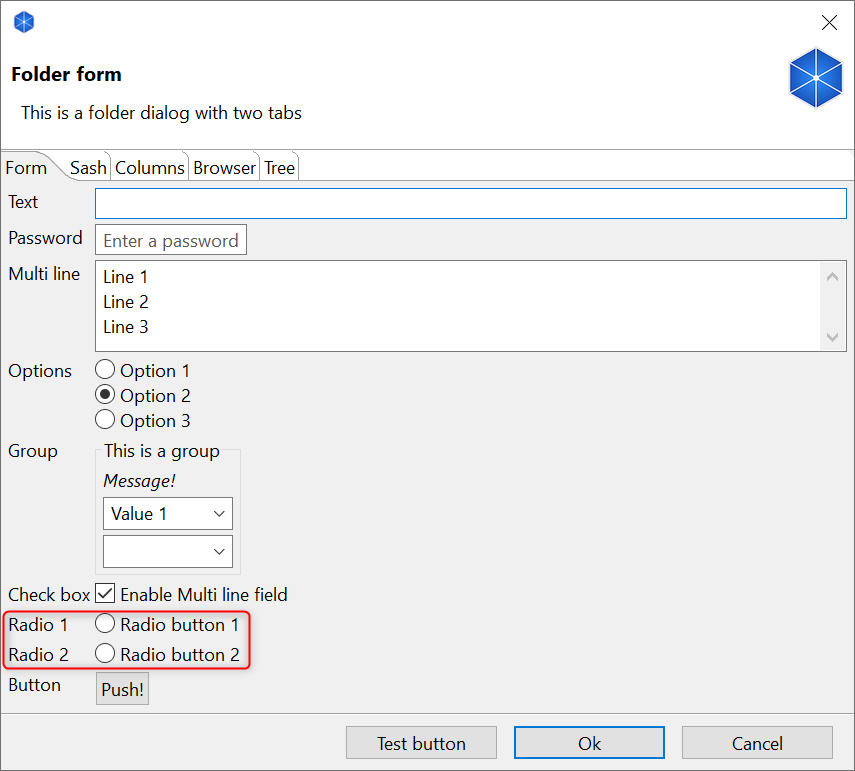 Folder form
This is a folder dialog with two tabs
Form Sash Columns Browser Tree
Text
Password Enter a password
Multi line Line 1
Line 2
Line 3
Options Option 1
Option 2
Option 3
Group This is a group
Message!
Value 1
Check box Enable Multi line field
Radio 1 Radio button 1
Radio 2 Radio button 2
Button Push!
Test button Ok Cancel